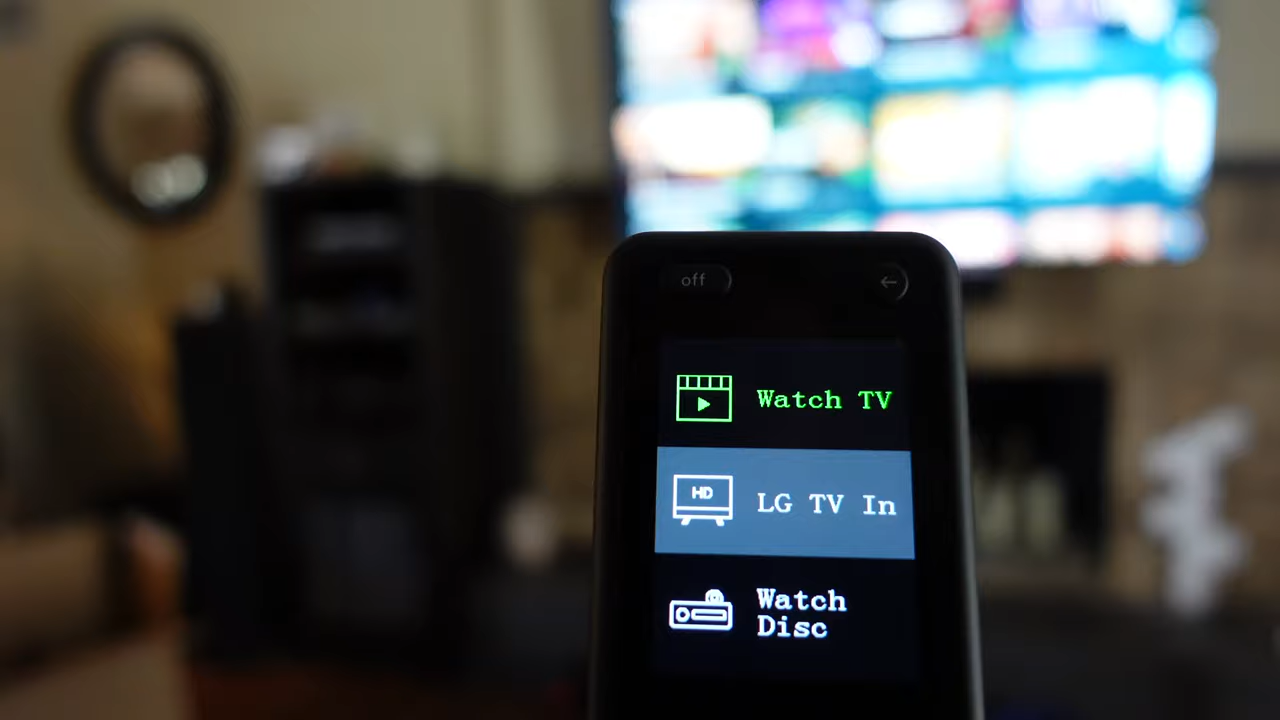 off
←
Watch TV
HD
LG TV In
Watch
Disc